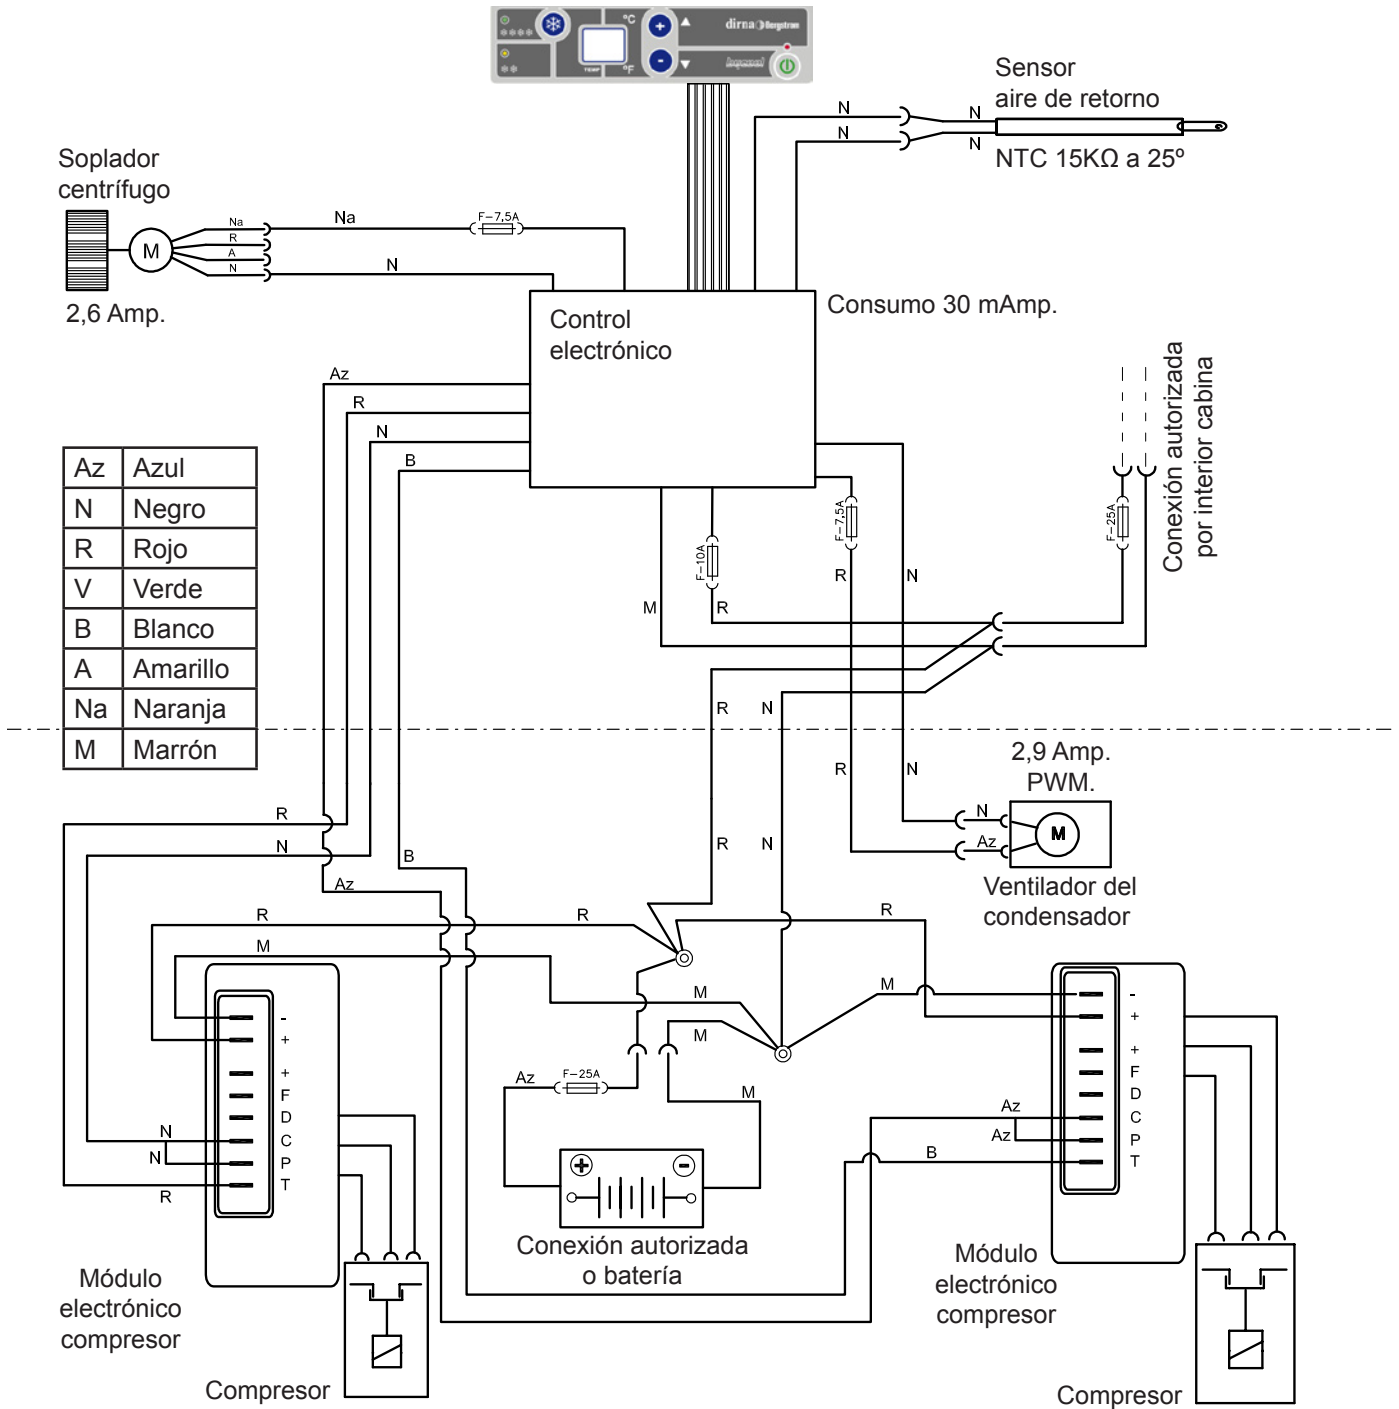 °C
+
dirna Bergstrom
TEMP
°F
-
Sensor
aire de retorno
N
N
N
N
NTC 15KΩ a 25º
Soplador
centrífugo
M
Na
R
A
N
Na
F-7,5A
N
2,6 Amp.
Control
electrónico
Consumo 30 mAmp.
Conexión autorizada
por interior cabina
Az
R
N
B
Az Azul
N Negro
R Rojo
V Verde
B Blanco
A Amarillo
Na Naranja
M Marrón
F-10A
F-7,5A
F-25A
M
R
R
N
R
N
R
N
2,9 Amp.
PWM.
N
Az
M
Ventilador del
condensador
R
N
B
Az
R
N
R
R
R
M
M
M
M
-
+
+
F
D
C
P
T
N
N
R
Az
F-25A
M
+
-
Conexión autorizada
o batería
-
+
+
F
D
C
P
T
Az
Az
B
Módulo
electrónico
compresor
Compresor
Módulo
electrónico
compresor
Compresor